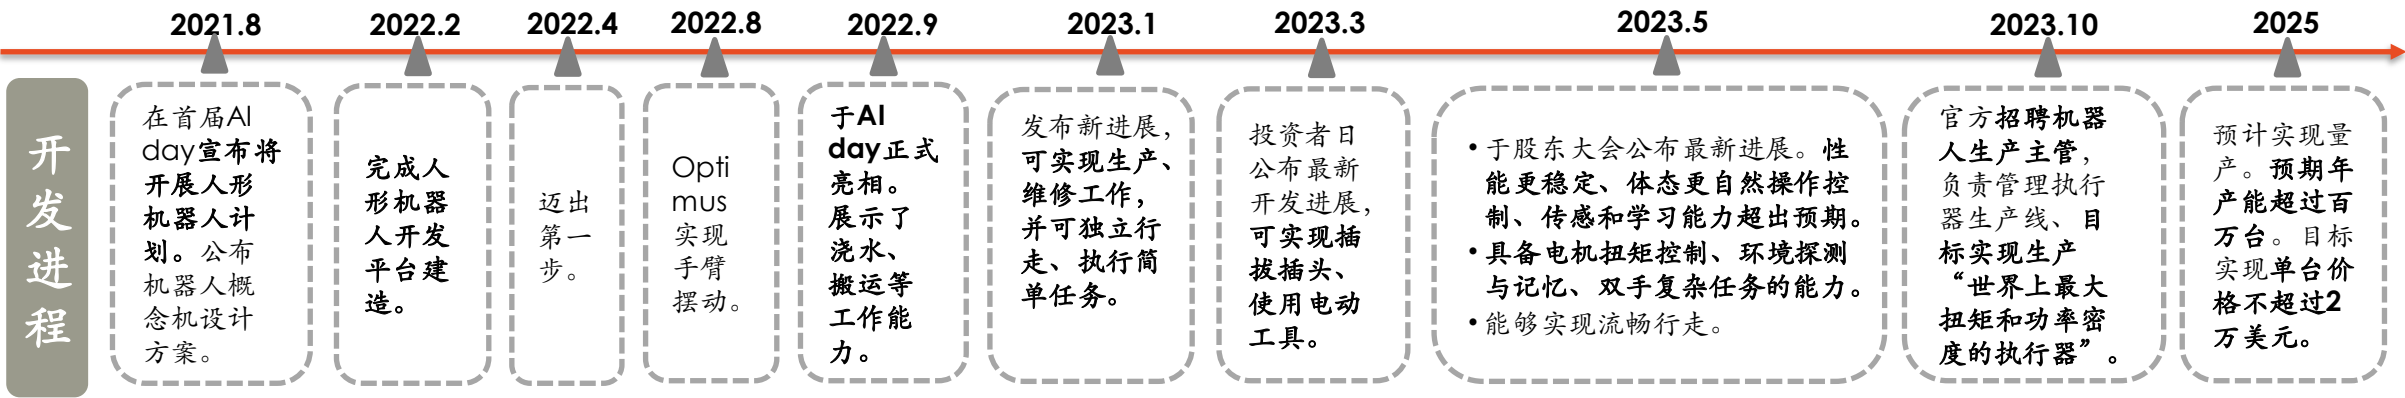 2021.8
2022.2
2022.4
2022.8
2022.9
2023.1
2023.3
2023.5
2023.10
2025
开
发
进
程
在首届AI
day宣布将
开展人形
机器人计
划。公布
机器人概
念机设计
方案。
完成人
形机器
人开发
平台建
造。
迈出
第一
步。
Opti
mus
实现
手臂
摆动。
于AI
day正式
亮相。
展示了
浇水、
搬运等
工作能
力。
发布新进展，
可实现生产、
维修工作，
并可独立行
走、执行简
单任务。
投资者日
公布最新
开发进展，
可实现插
拔插头、
使用电动
工具。
•于股东大会公布最新进展。性
能更稳定、体态更自然操作控
制、传感和学习能力超出预期。
•具备电机扭矩控制、环境探测
与记忆、双手复杂任务的能力。
•能够实现流畅行走。
官方招聘机器
人生产主管，
负责管理执行
器生产线、目
标实现生产
“世界上最大
扭矩和功率密
度的执行器”。
预计实现量
产。预期年
产能超过百
万台。目标
实现单台价
格不超过2
万美元。